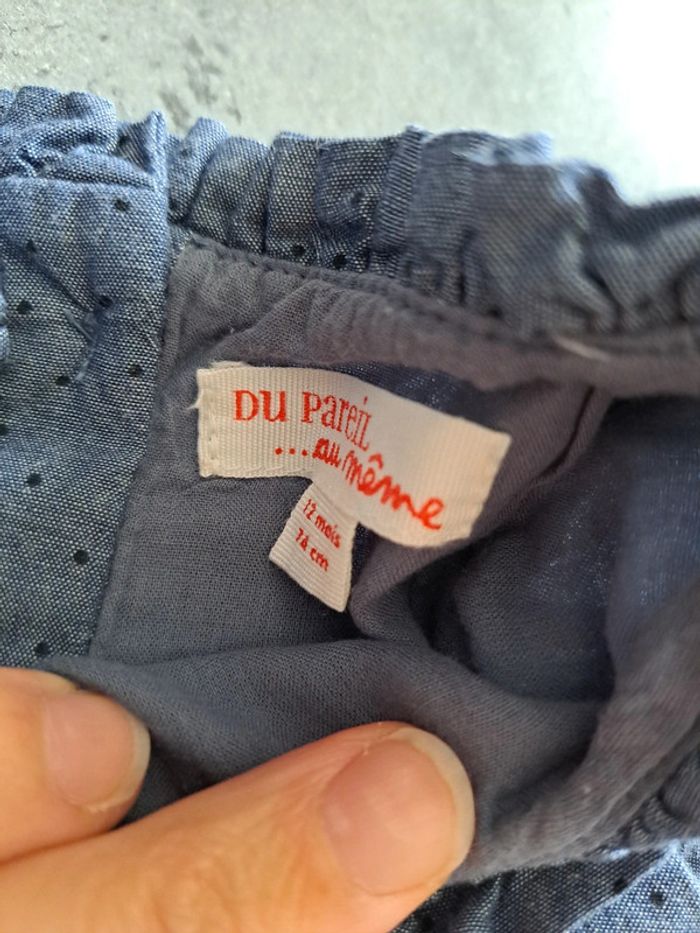 DU PareiL
...au même
12 mois
74 cm